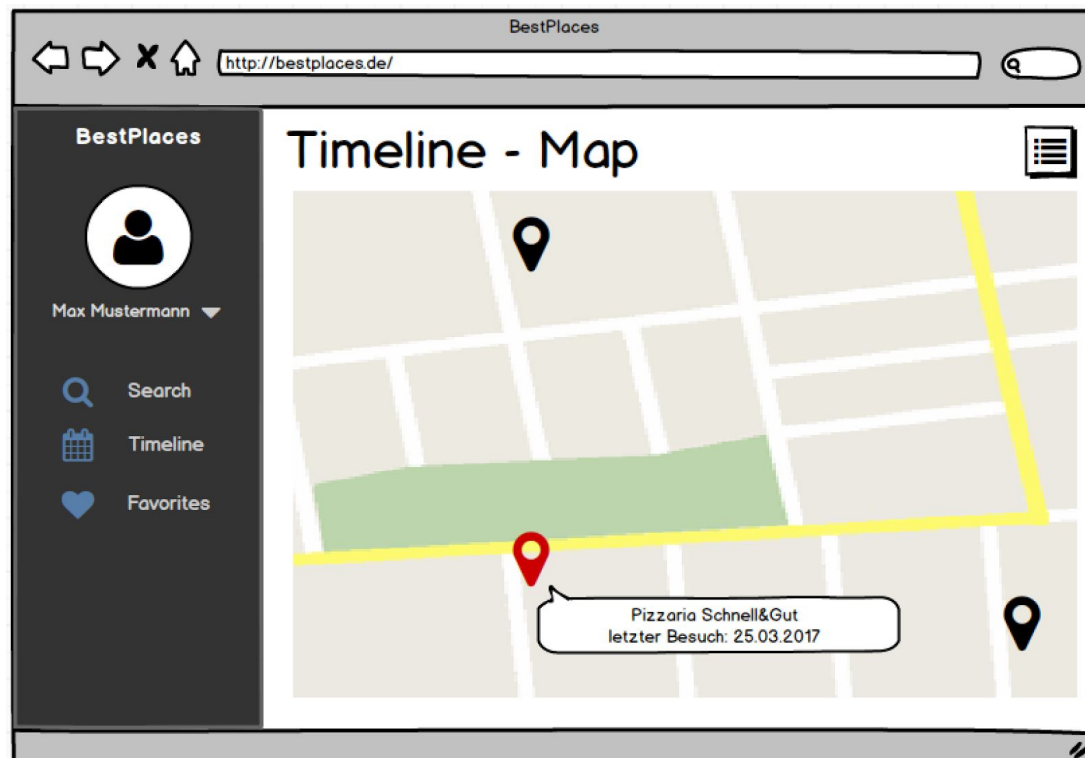 BestPlaces
http://bestplaces.de/
BestPlaces
Max Mustermann
Search
Timeline
Favorites
Timeline - Map
Pizzaria Schnell&Gut
letzter Besuch: 25.03.2017